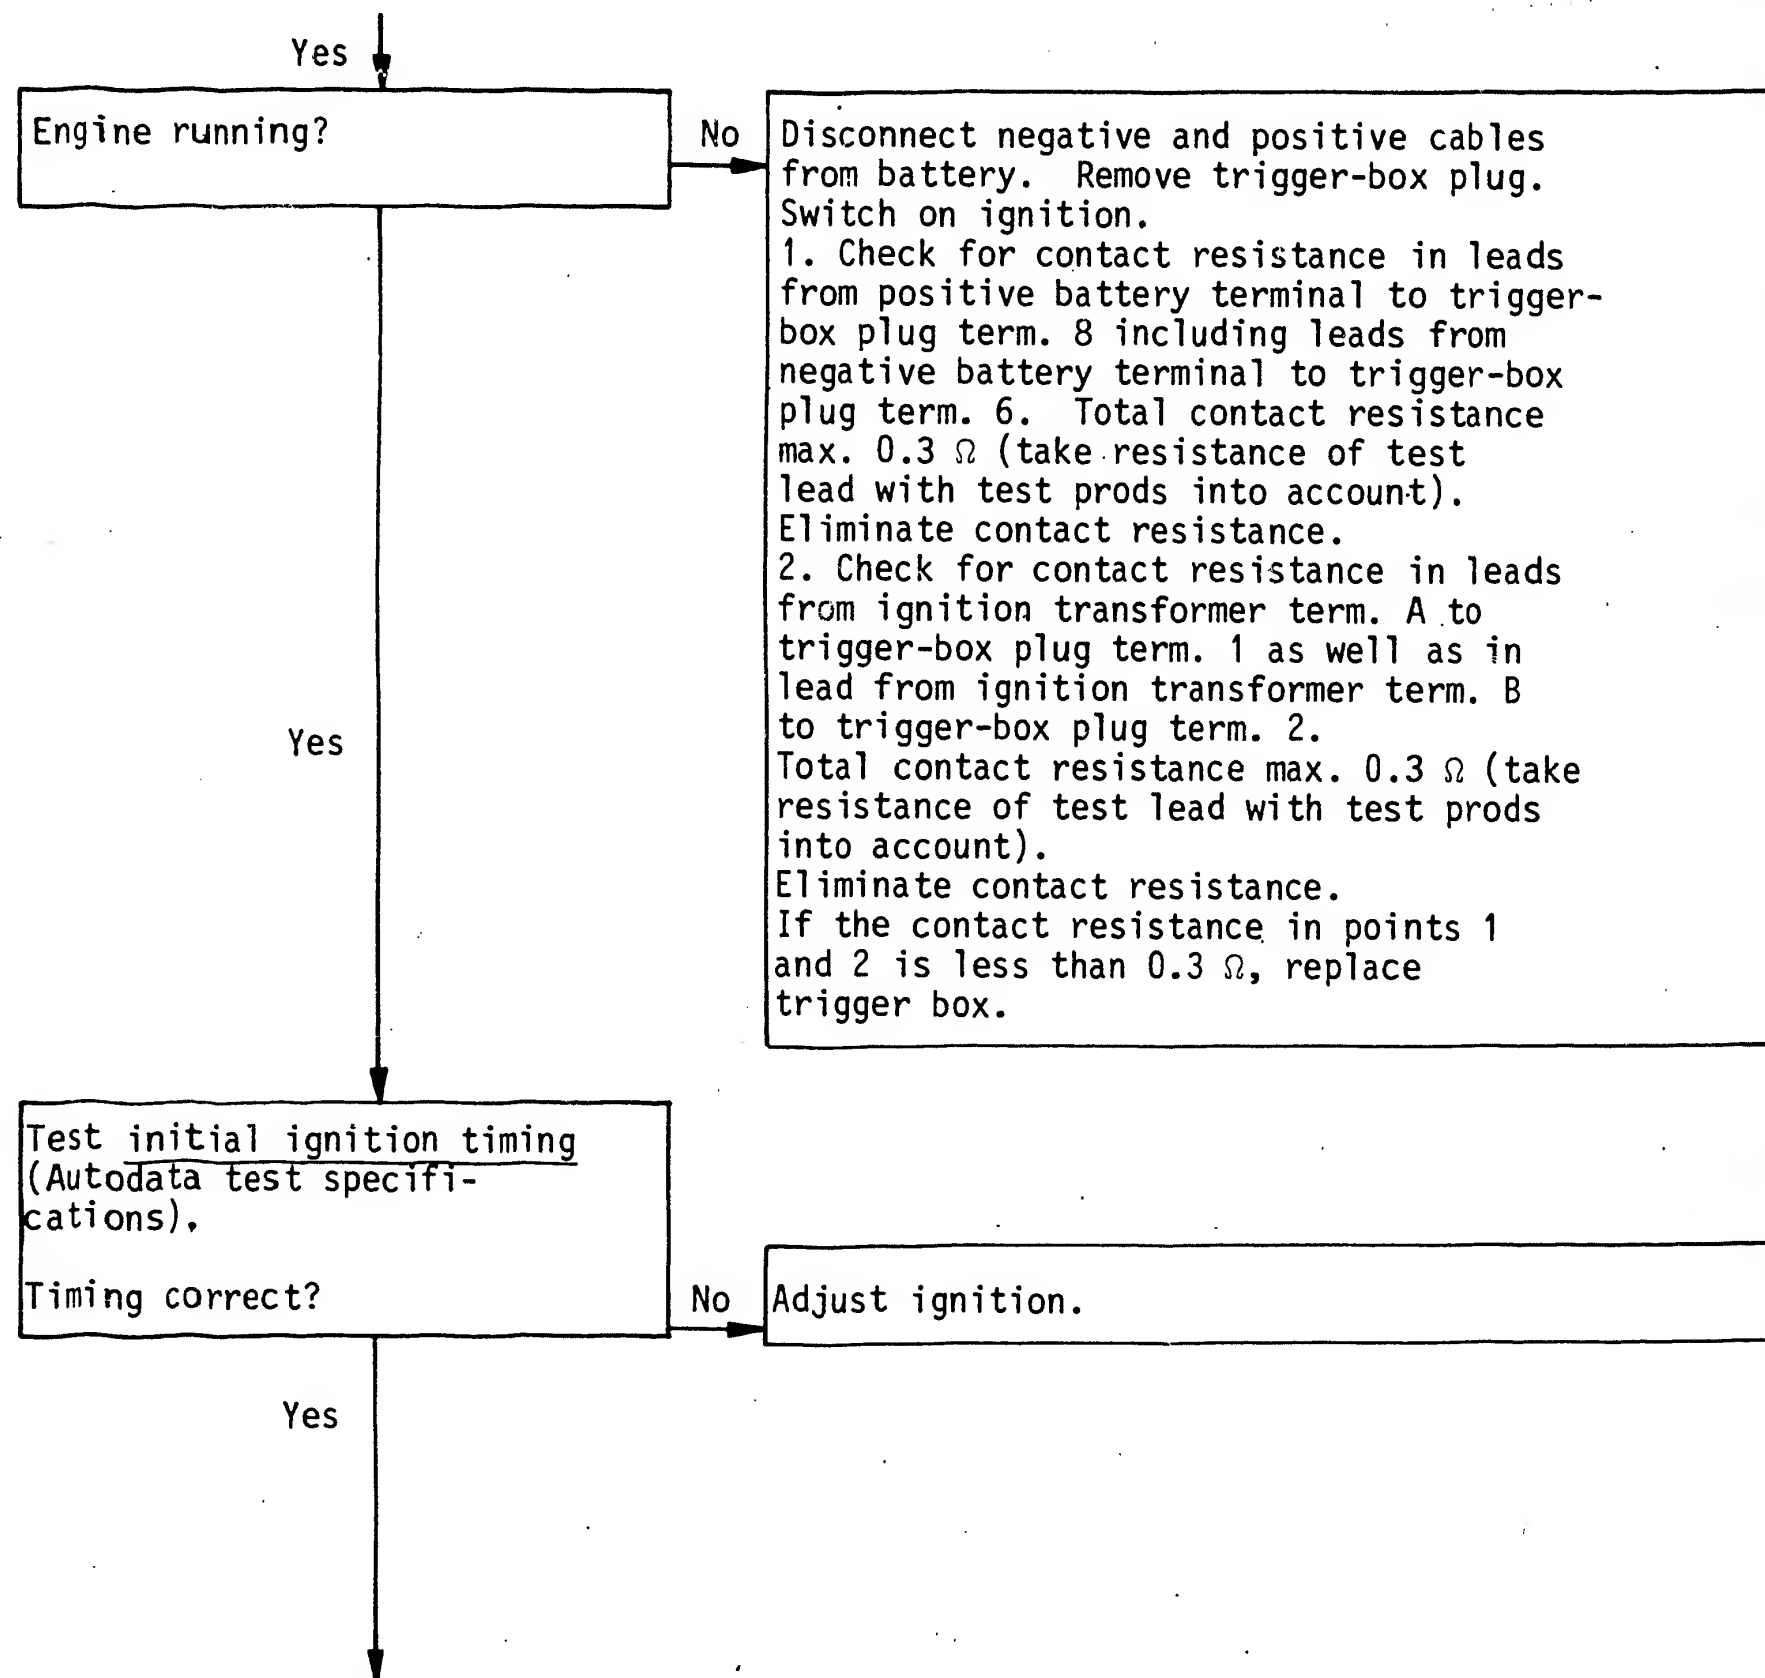 Yes
Engine running?
No
Disconnect negative and positive cables
from battery. Remove trigger-box plug.
Switch on ignition.
1. Check for contact resistance in leads
from positive battery terminal to trigger-
box plug term. 8 including leads from
negative battery terminal to trigger-box
plug term. 6. Total contact resistance
max. 0.3 Ω (take resistance of test
lead with test prods into account).
Eliminate contact resistance.
2. Check for contact resistance in leads
from ignition transformer term. A to
trigger-box plug term. 1 as well as in
lead from ignition transformer term. B
to trigger-box plug term. 2.
Total contact resistance max. 0.3 Ω (take
resistance of test lead with test prods
into account).
Eliminate contact resistance.
If the contact resistance in points 1
and 2 is less than 0.3 Ω, replace
trigger box.
Yes
Test initial ignition timing
(Autodata test specifi-
cations).
Timing correct?
No
Adjust ignition.
Yes